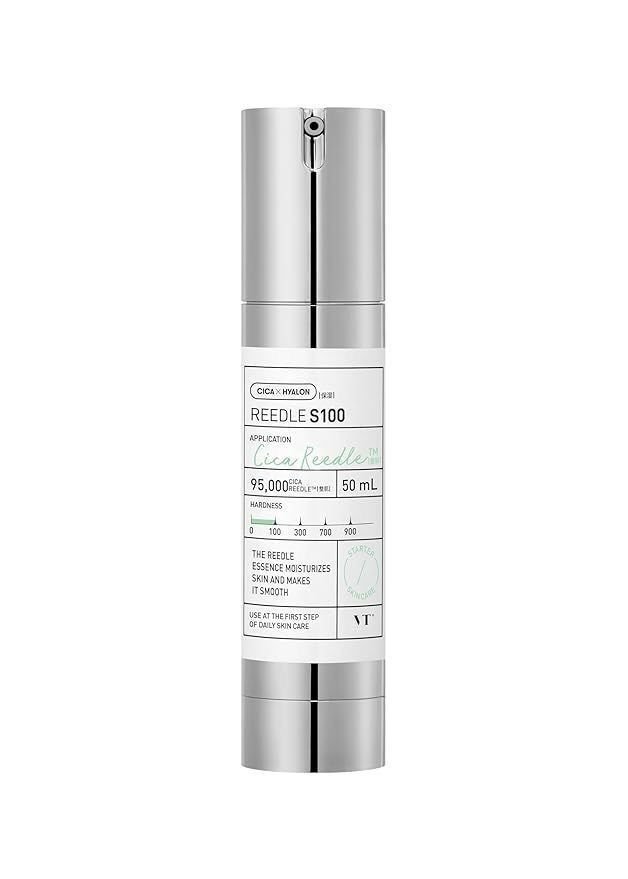 CICA × HYALON [保湿]
REEDLE S100
APPLICATION
Cica Reedle™
95,000 CICA REEDLE™ [整肌] 50 mL
HARDNESS
0 100 300 700 900
THE REEDLE
ESSENCE MOISTURIZES
SKIN AND MAKES
IT SMOOTH
STARTER
SKINCARE
USE AT THE FIRST STEP
OF DAILY SKIN CARE
VT